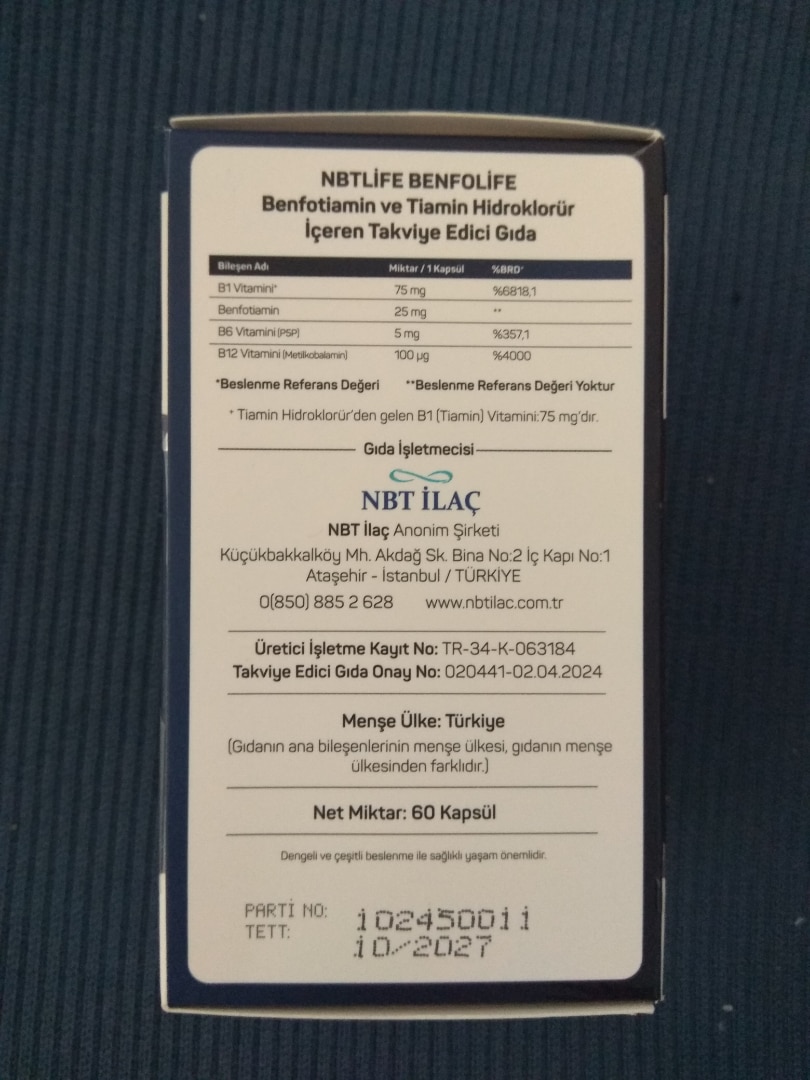 NBTLİFE BENFOLİFE
Benfotiamin ve Tiamin Hidroklorür
İçeren Takviye Edici Gıda
Bileşen Adı Miktar / 1 Kapsül %BRD*
B1 Vitamini⁺ 75 mg %6818,1
Benfotiamin 25 mg **
B6 Vitamini (P5P) 5 mg %357,1
B12 Vitamini (Metilkobalamin) 100 µg %4000
*Beslenme Referans Değeri **Beslenme Referans Değeri Yoktur
⁺ Tiamin Hidroklorür'den gelen B1 (Tiamin) Vitamini:75 mg'dır.
Gıda İşletmecisi
NBT İLAÇ
NBT İlaç Anonim Şirketi
Küçükbakkalköy Mh. Akdağ Sk. Bina No:2 İç Kapı No:1
Ataşehir - İstanbul / TÜRKİYE
0(850) 885 2 628 www.nbtilac.com.tr
Üretici İşletme Kayıt No: TR-34-K-063184
Takviye Edici Gıda Onay No: 020441-02.04.2024
Menşe Ülke: Türkiye
(Gıdanın ana bileşenlerinin menşe ülkesi, gıdanın menşe
ülkesinden farklıdır.)
Net Miktar: 60 Kapsül
Dengeli ve çeşitli beslenme ile sağlıklı yaşam önemlidir.
PARTİ NO: 102450011
TETT: 10/2027